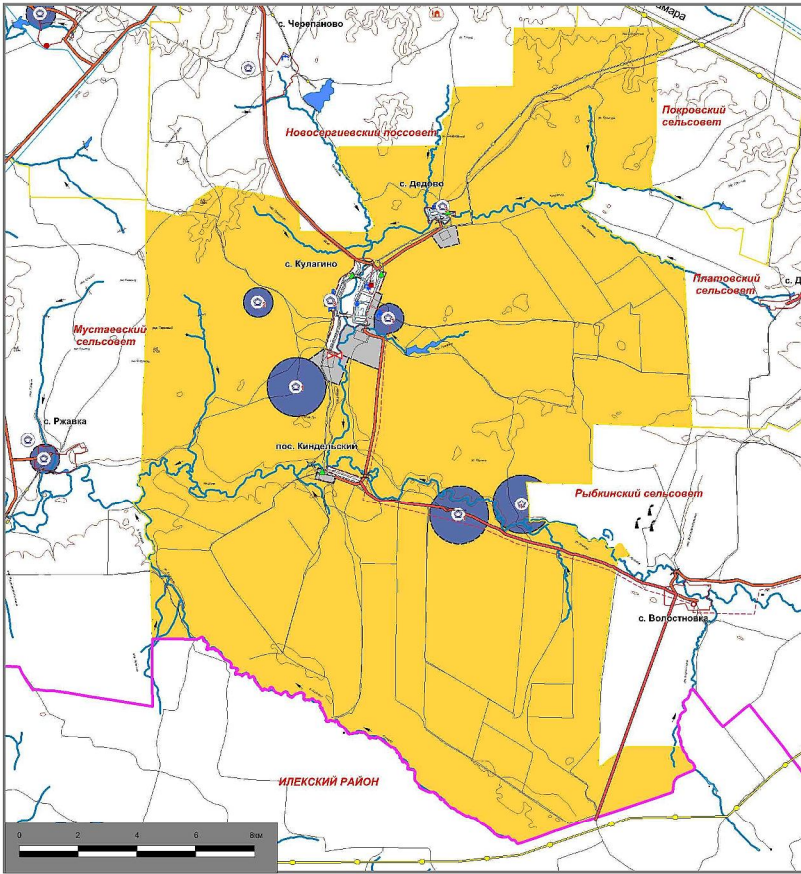 с. Черепаново
Новосергиевский поссовет
Покровский
сельсовет
с. Дедово
с. Кулагино
Платовский
сельсовет
Мустаевский
сельсовет
с. Ржавка
пос. Киндельский
Рыбкинский сельсовет
с. Волостновка
ИЛЕКСКИЙ РАЙОН
0 2 4 6 8км